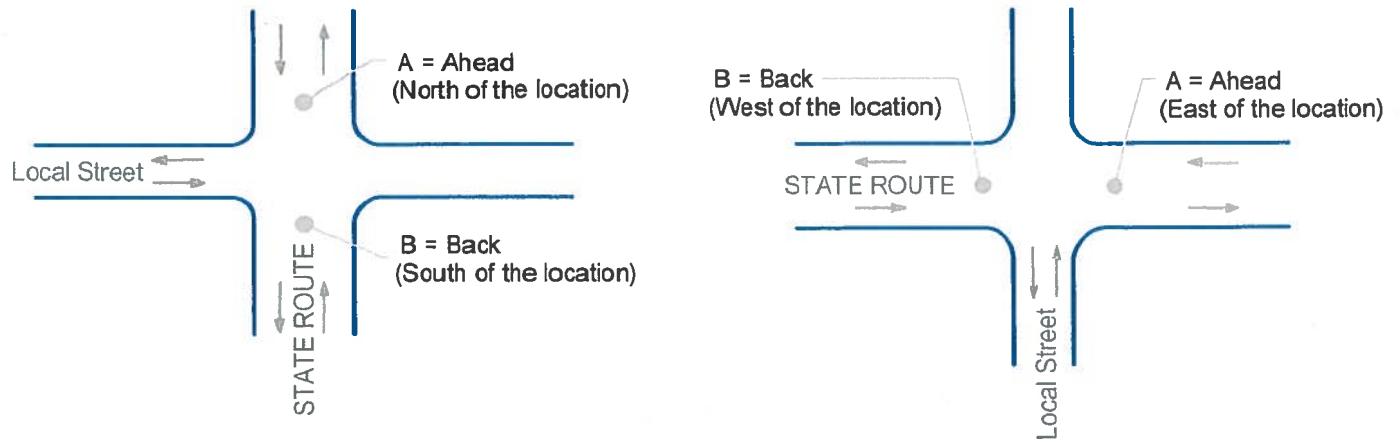 A = Ahead
(North of the location)
Local Street
B = Back
(South of the location)
STATE ROUTE
B = Back
(West of the location)
A = Ahead
(East of the location)
STATE ROUTE
Local Street